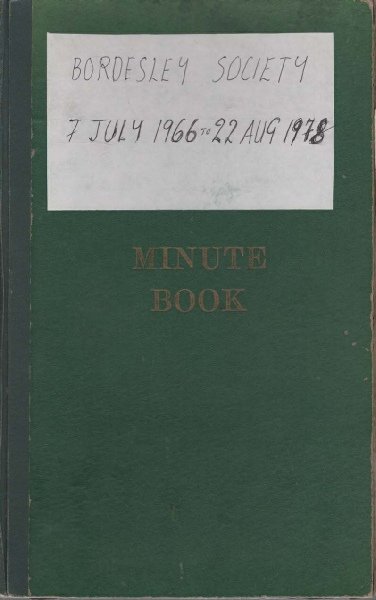 BORDESLEY SOCIETY
7 JULY 1966 TO 22 AUG 1978
MINUTE
BOOK